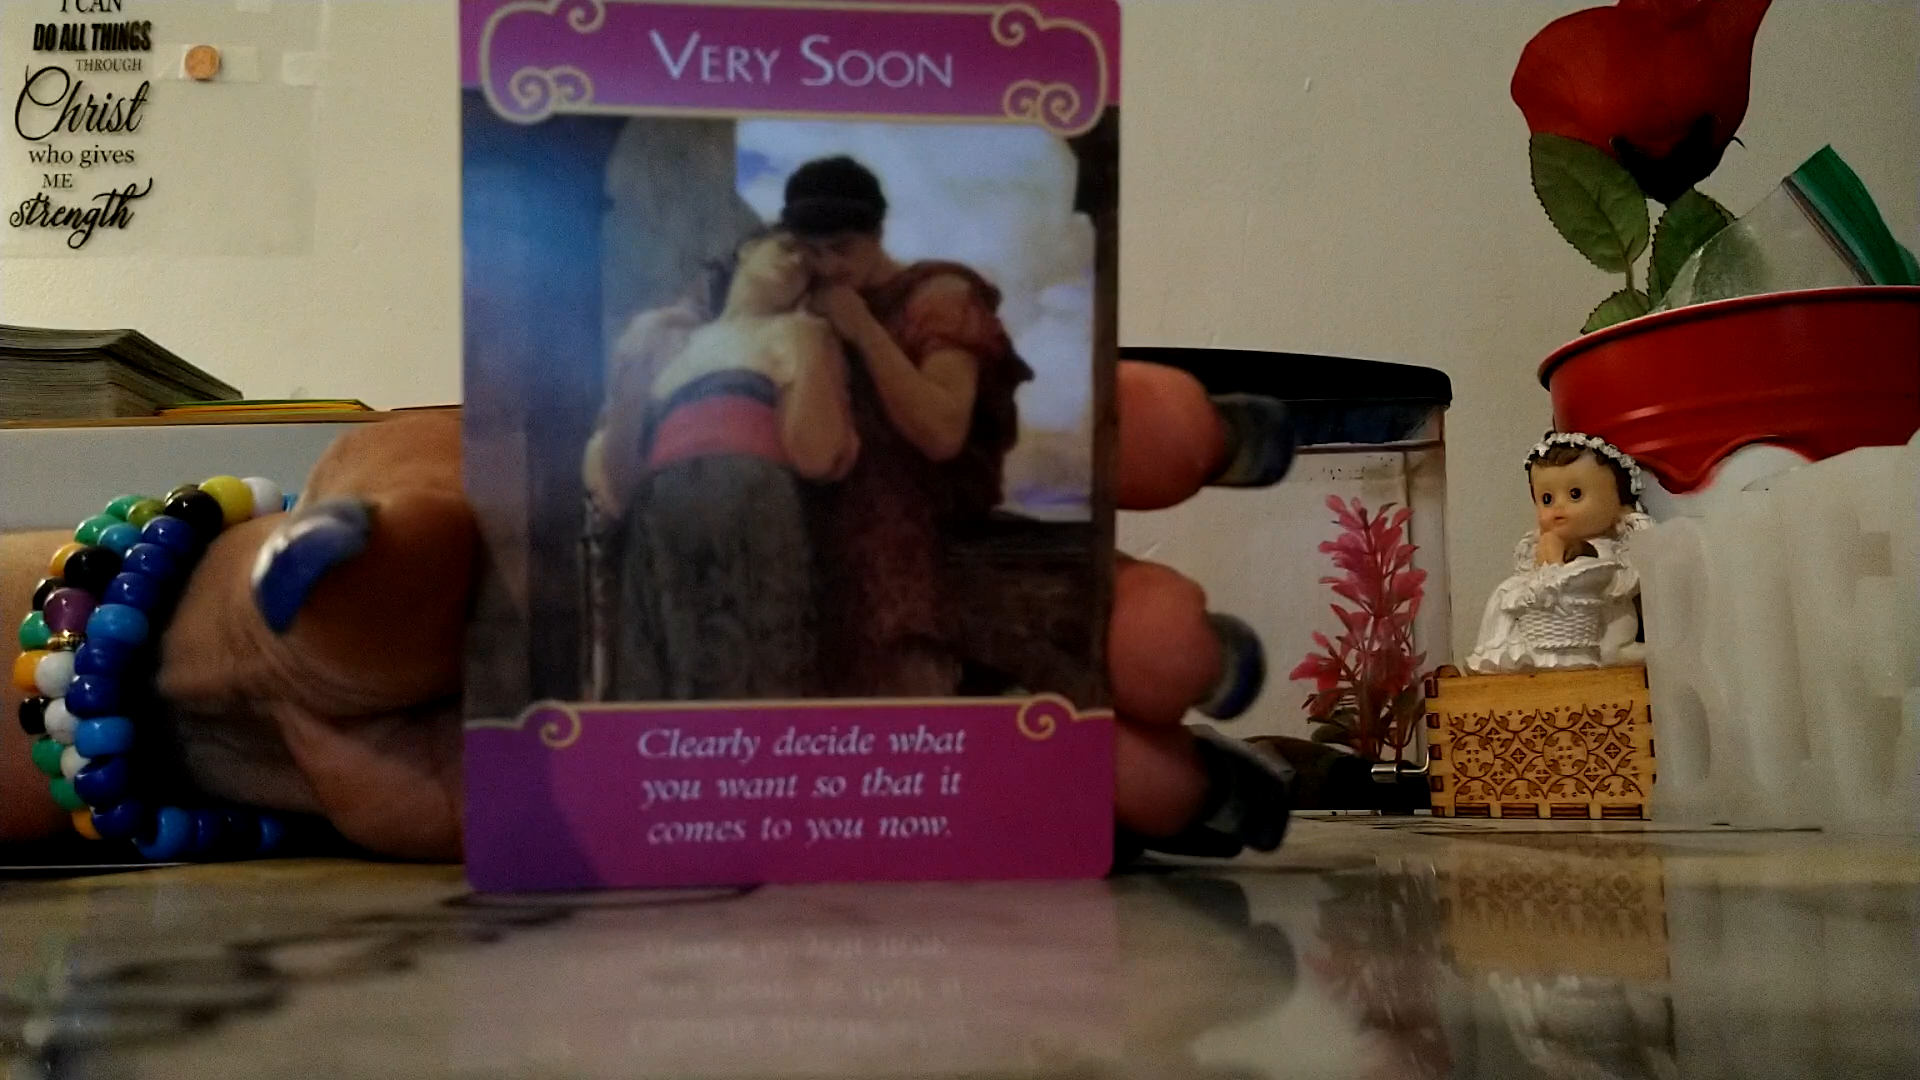 I CAN
DO ALL THINGS
THROUGH
Christ
who gives
ME
strength
VERY SOON
Clearly decide what
you want so that it
comes to you now.